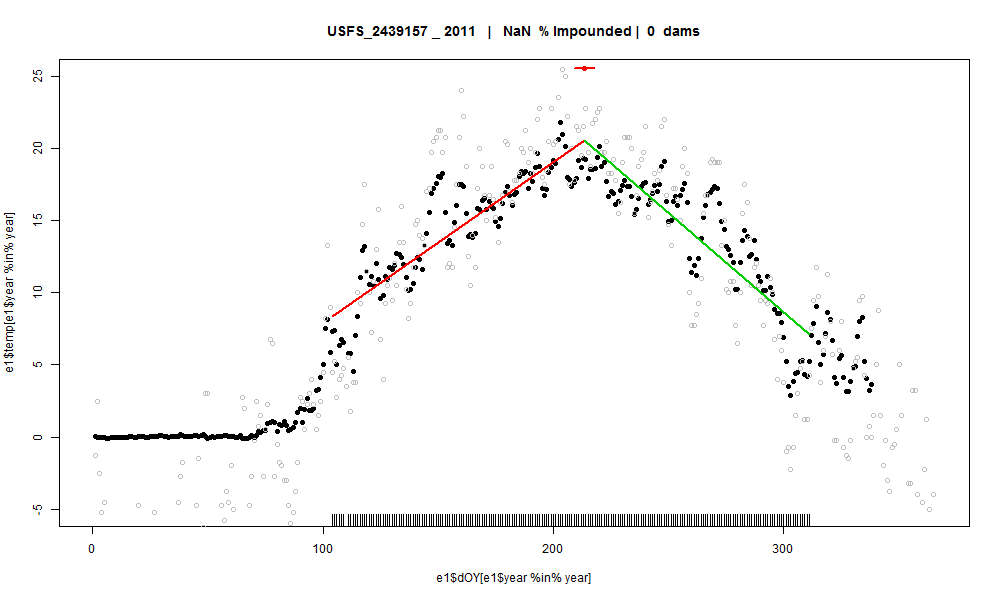 USFS_2439157 _ 2011 | NaN % Impounded | 0 dams
e1$temp[e1$year %in% year]
25
20
15
10
5
0
-5
0 100 200 300
e1$dOY[e1$year %in% year]